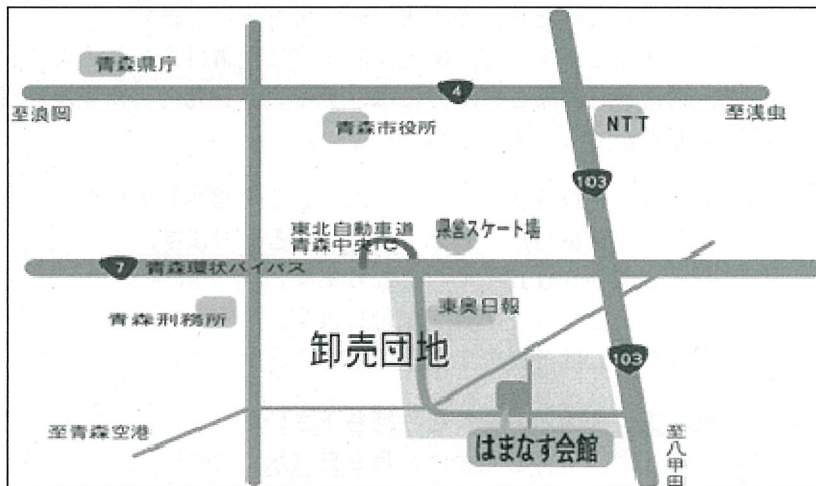 青森県庁
4
至浪岡
青森市役所
NTT
至浅虫
103
東北自動車道
青森中央IC
県営スケート場
7
青森環状バイパス
東奥日報
青森刑務所
卸売団地
103
至青森空港
はまなす会館
至八甲田